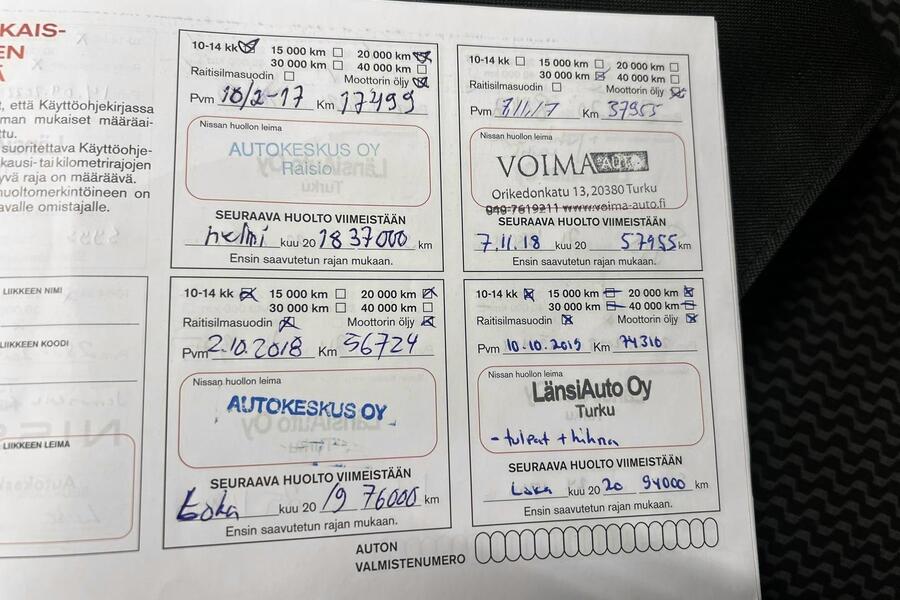 KAIS-
EN
Ä
t, että Käyttöohjekirjassa
man mukaiset määräai-
ttu.
suoritettava Käyttöohje-
kausi- tai kilometrirajojen
yvä raja on määräävä.
huoltomerkintöineen on
avalle omistajalle.
LIIKKEEN NIMI
LIIKKEEN KOODI
LIIKKEEN LEIMA
10-14 kk 15 000 km 20 000 km
30 000 km 40 000 km
Raitisilmasuodin Moottorin öljy
Pvm 10/2-17 Km 17499
Nissan huollon leima
AUTOKESKUS OY
Raisio
SEURAAVA HUOLTO VIIMEISTÄÄN
helmi kuu 20 18 37000 km
Ensin saavutetun rajan mukaan.
10-14 kk 15 000 km 20 000 km
30 000 km 40 000 km
Raitisilmasuodin Moottorin öljy
Pvm 7.11.17 Km 37955
Nissan huollon leima
VOIMA AUTO
Orikedonkatu 13, 20380 Turku
040-7619211 www.voima-auto.fi
SEURAAVA HUOLTO VIIMEISTÄÄN
7.11.18 kuu 20 57955 km
Ensin saavutetun rajan mukaan.
10-14 kk 15 000 km 20 000 km
30 000 km 40 000 km
Raitisilmasuodin Moottorin öljy
Pvm 2.10.2018 Km 56724
Nissan huollon leima
AUTOKESKUS OY
SEURAAVA HUOLTO VIIMEISTÄÄN
Loka kuu 20 19 76000 km
Ensin saavutetun rajan mukaan.
10-14 kk 15 000 km 20 000 km
30 000 km 40 000 km
Raitisilmasuodin Moottorin öljy
Pvm 10.10.2019 Km 74310
Nissan huollon leima
LänsiAuto Oy
Turku
- tulpat + hihna
SEURAAVA HUOLTO VIIMEISTÄÄN
Loka kuu 20 20 94000 km
Ensin saavutetun rajan mukaan.
AUTON
VALMISTENUMERO